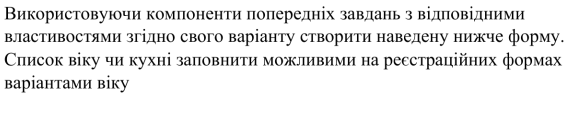 Використовуючи компоненти попередніх завдань з відповідними
властивостями згідно свого варіанту створити наведену нижче форму.
Список віку чи кухні заповнити можливими на реєстраційних формах
варіантами віку